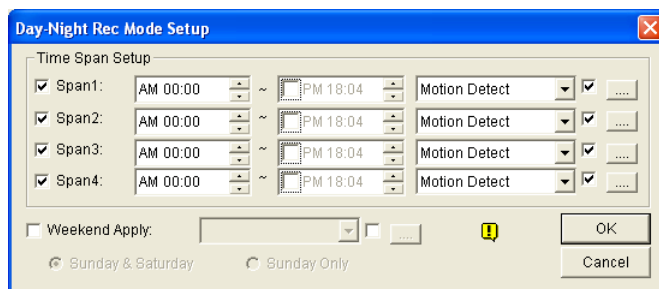 Day-Night Rec Mode Setup
Time Span Setup
Span1: AM 00:00 ~ PM 18:04 Motion Detect ....
Span2: AM 00:00 ~ PM 18:04 Motion Detect ....
Span3: AM 00:00 ~ PM 18:04 Motion Detect ....
Span4: AM 00:00 ~ PM 18:04 Motion Detect ....
Weekend Apply: .... ! OK
Sunday & Saturday Sunday Only Cancel